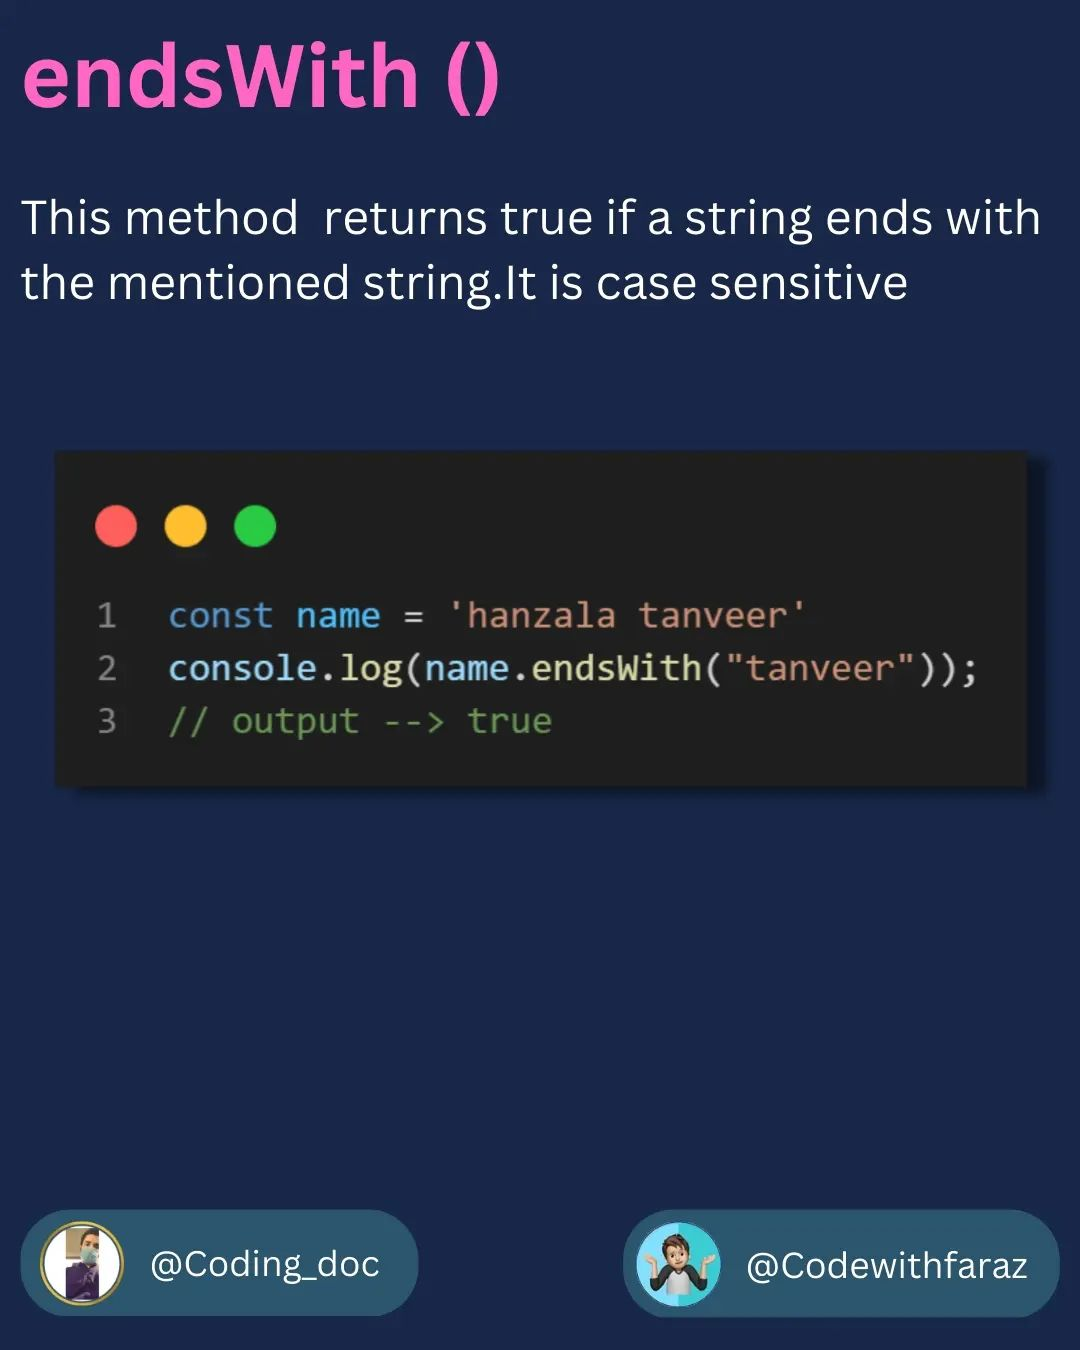 endsWith ()
This method  returns true if a string ends with
the mentioned string.It is case sensitive
1 const name = 'hanzala tanveer'
2 console.log(name.endsWith("tanveer"));
3 // output --> true
@Coding_doc
@Codewithfaraz